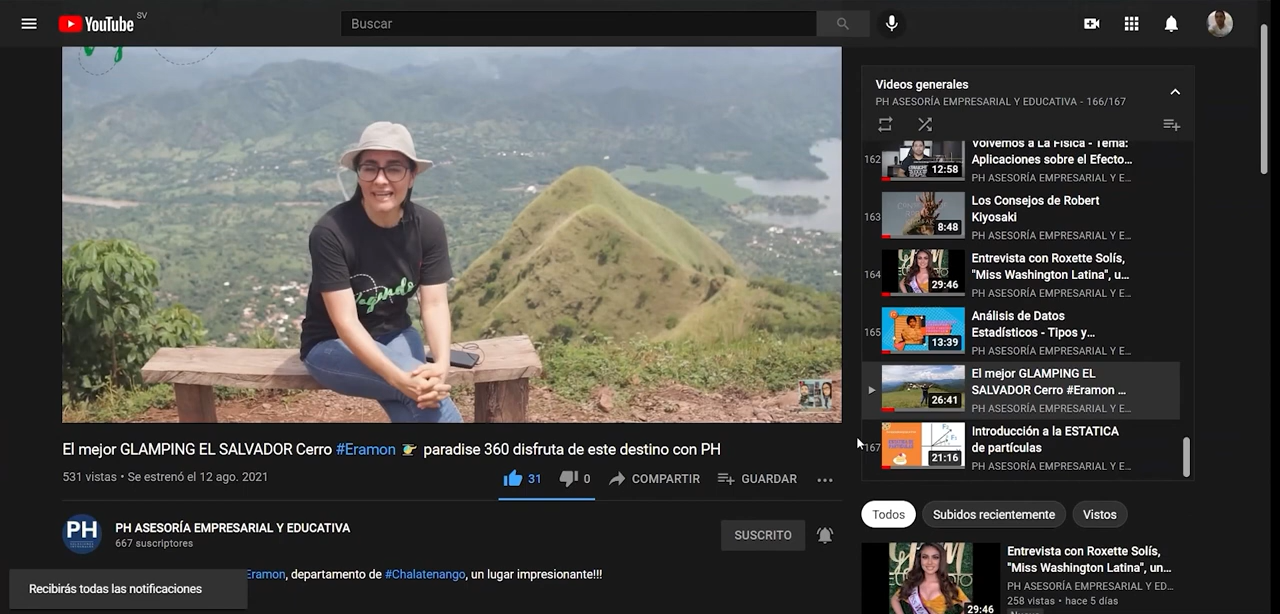 YouTube SV
Buscar
Vagando
El mejor GLAMPING EL SALVADOR Cerro #Eramon paradise 360 disfruta de este destino con PH
531 vistas • Se estrenó el 12 ago. 2021
31
0
COMPARTIR
GUARDAR
PH
PH ASESORÍA EMPRESARIAL Y EDUCATIVA
667 suscriptores
SUSCRITO
Eramon, departamento de #Chalatenango, un lugar impresionante!!!
Recibirás todas las notificaciones
Videos generales
PH ASESORÍA EMPRESARIAL Y EDUCATIVA - 166/167
162
12:58
Volvemos a La Física - Tema:
Aplicaciones sobre el Efecto...
PH ASESORÍA EMPRESARIAL Y E...
163
8:48
Los Consejos de Robert
Kiyosaki
PH ASESORÍA EMPRESARIAL Y E...
164
29:46
Entrevista con Roxette Solís,
"Miss Washington Latina", u...
PH ASESORÍA EMPRESARIAL Y E...
165
13:39
Análisis de Datos
Estadísticos - Tipos y...
PH ASESORÍA EMPRESARIAL Y E...
26:41
El mejor GLAMPING EL
SALVADOR Cerro #Eramon ...
PH ASESORÍA EMPRESARIAL Y E...
167
21:16
Introducción a la ESTATICA
de partículas
PH ASESORÍA EMPRESARIAL Y E...
Todos
Subidos recientemente
Vistos
29:46
Entrevista con Roxette Solís,
"Miss Washington Latina", un...
PH ASESORÍA EMPRESARIAL Y ED...
258 vistas • hace 5 días